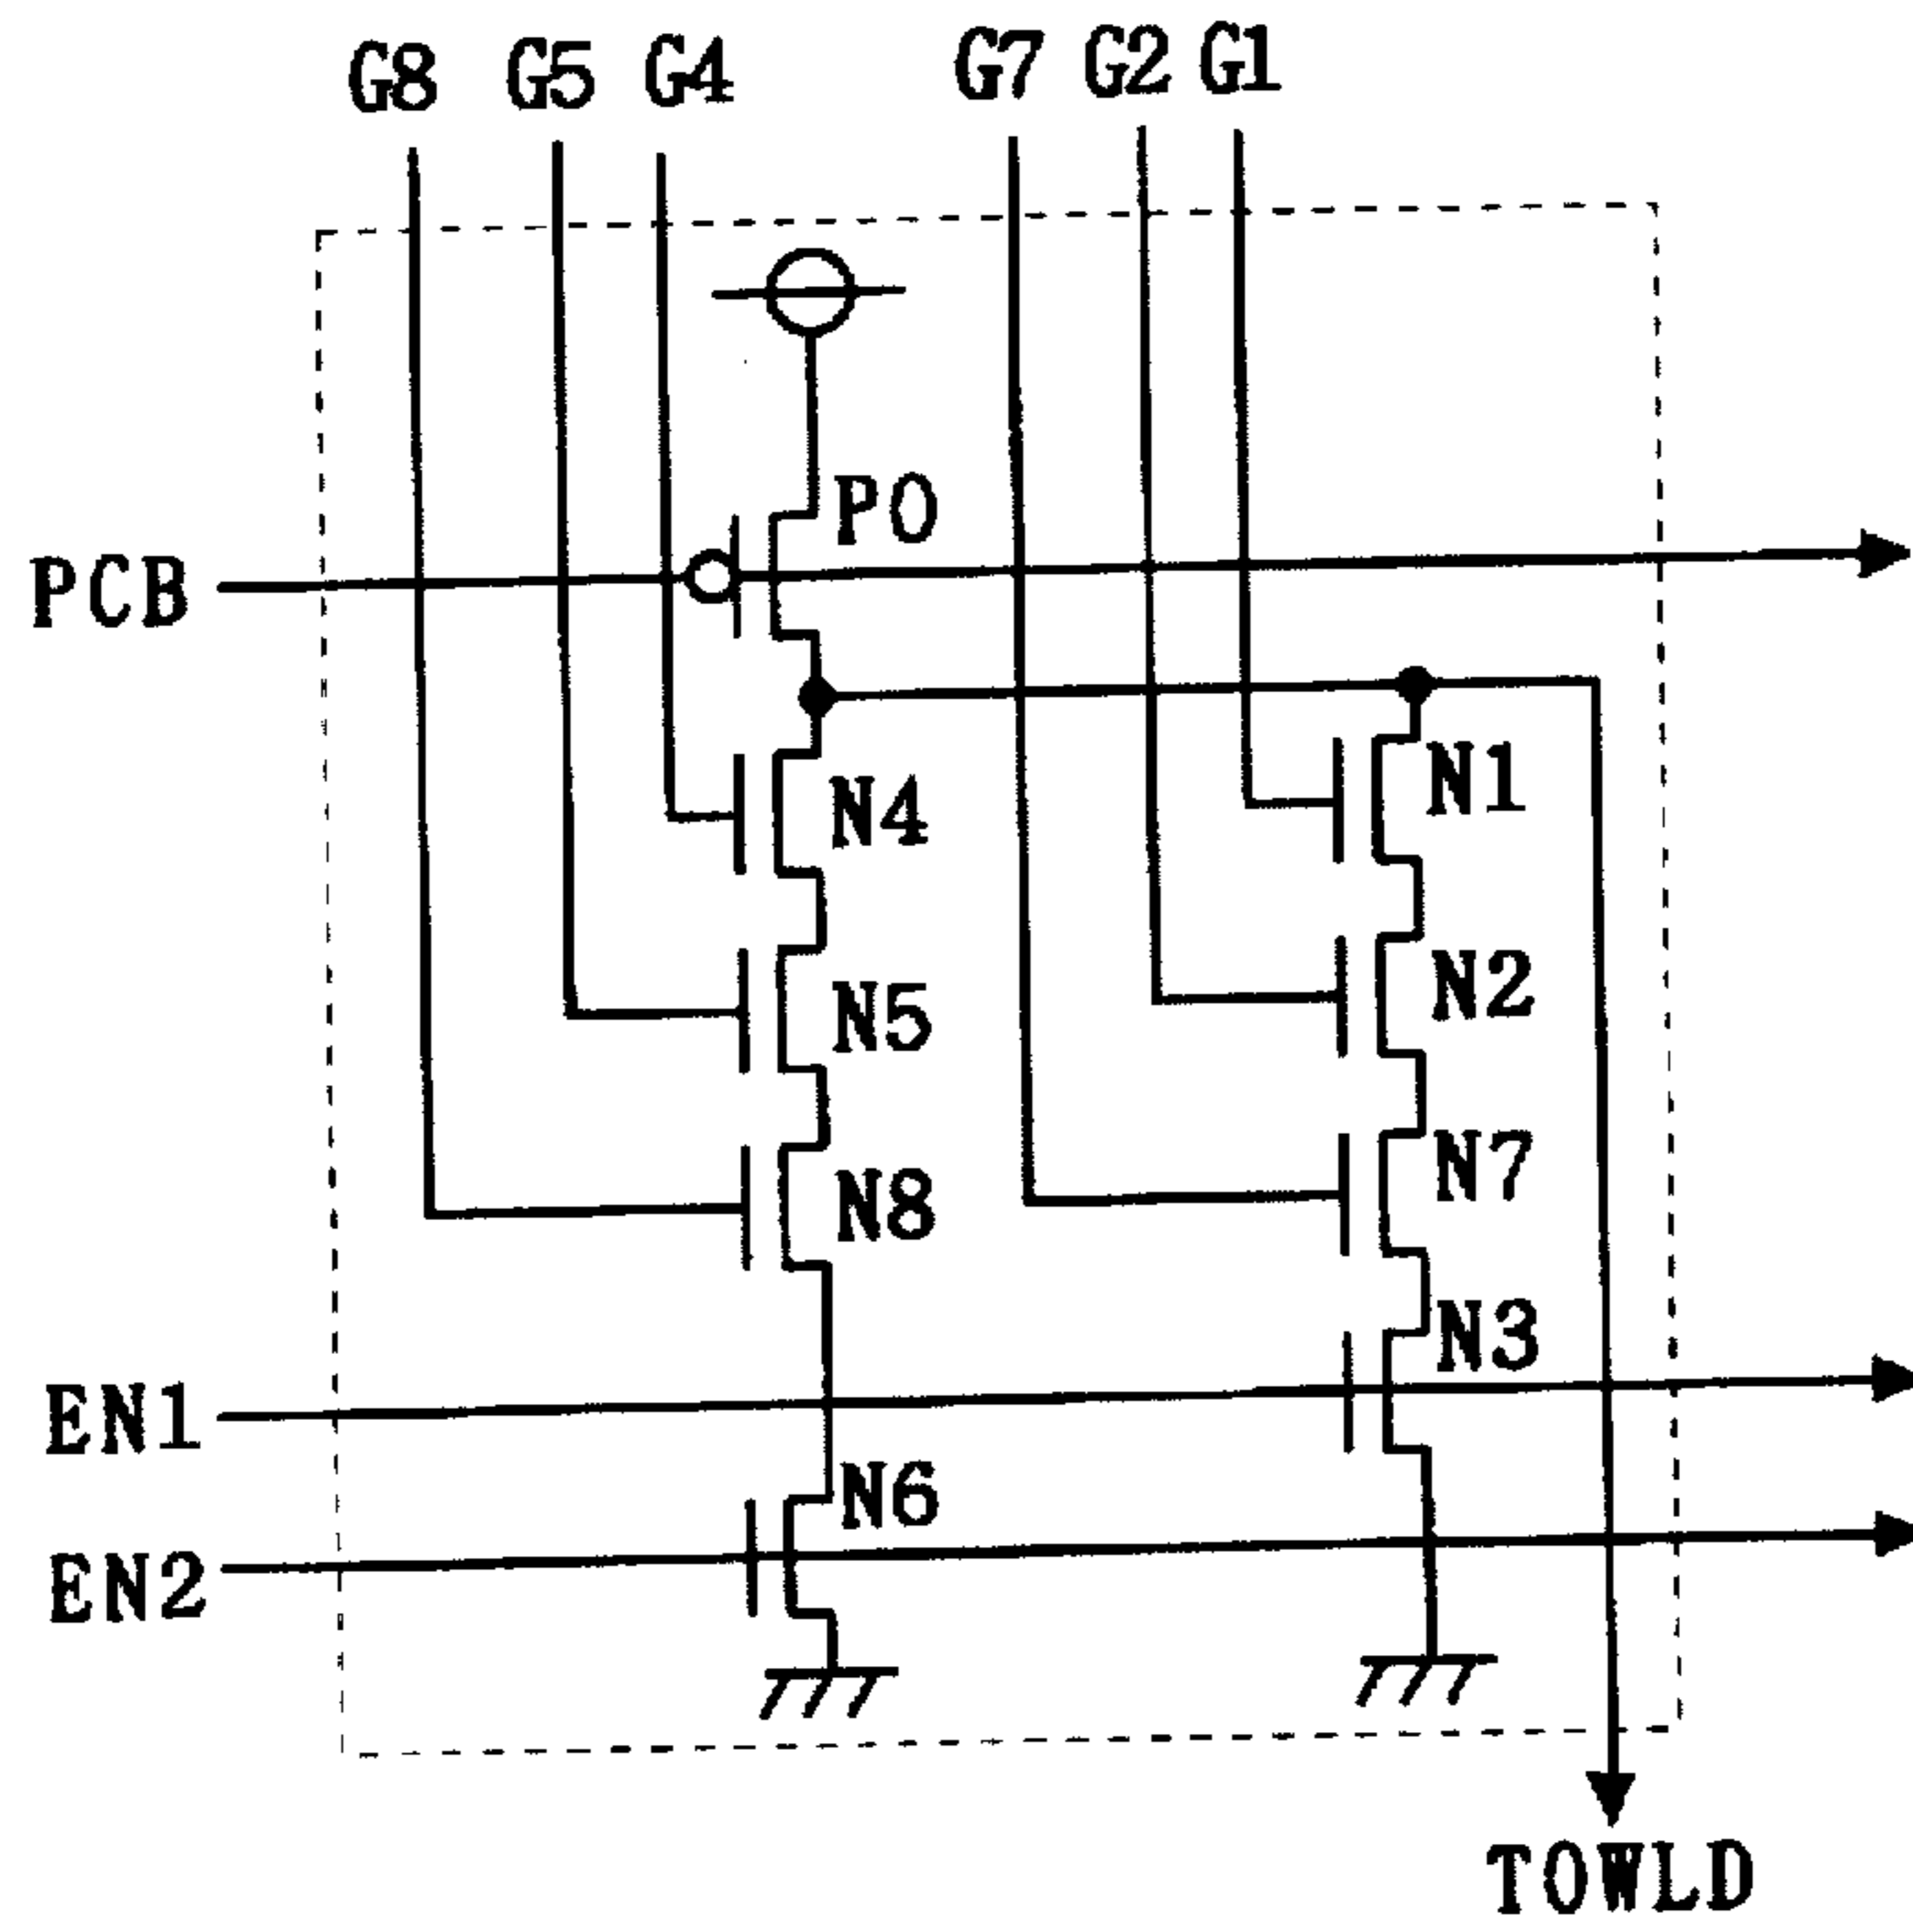 G8 G5 G4 G7 G2 G1
P0
PCB
N4 N1
N5 N2
N8 N7
N3
EN1
N6
EN2
TOWLD